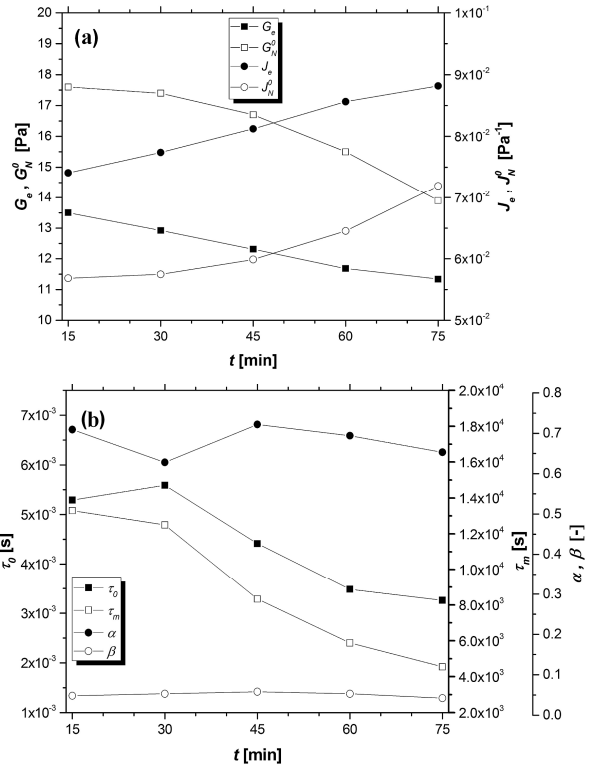 (a)
G_e
G_N^0
J_e
J_N^0
20
19
18
17
16
15
14
13
12
11
10
G_e , G_N^0 [Pa]
1x10^-1
9x10^-2
8x10^-2
7x10^-2
6x10^-2
5x10^-2
J_e , J_N^0 [Pa^-1]
15 30 45 60 75
t [min]
(b)
7x10^-3
6x10^-3
5x10^-3
4x10^-3
3x10^-3
2x10^-3
1x10^-3
τ_0 [s]
τ_0
τ_m
α
β
2.0x10^4
1.8x10^4
1.6x10^4
1.4x10^4
1.2x10^4
1.0x10^4
8.0x10^3
6.0x10^3
4.0x10^3
2.0x10^3
τ_m [s]
0.8
0.7
0.6
0.5
0.4
0.3
0.2
0.1
0.0
α , β [-]
15 30 45 60 75
t [min]